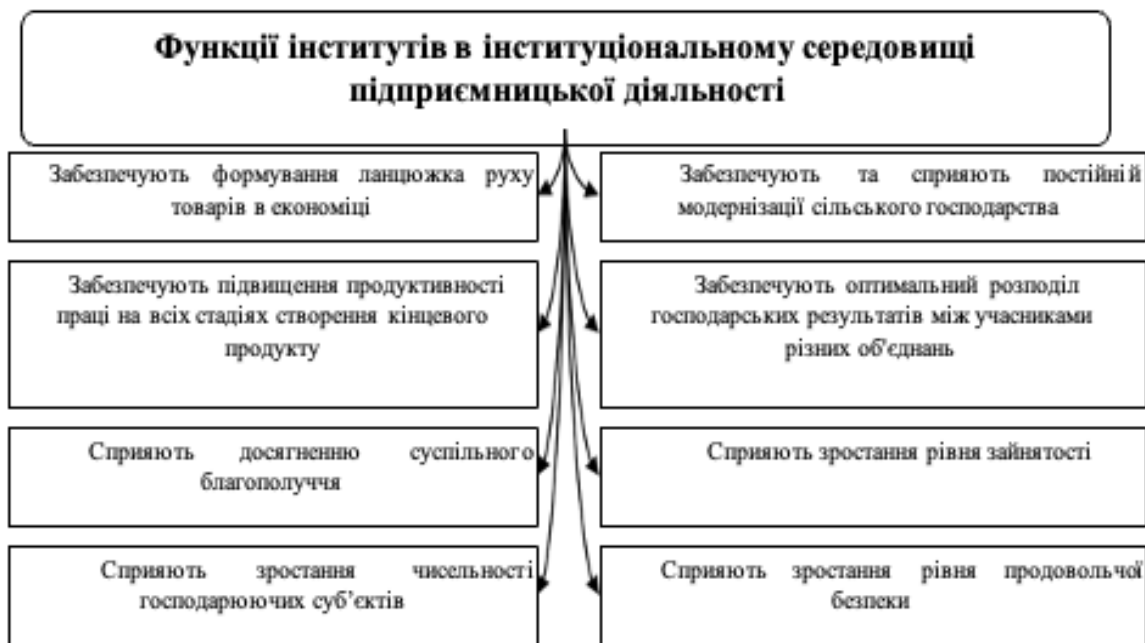 Функції інститутів в інституціональному середовищі
підприємницької діяльності
Забезпечують формування ланцюжка руху
товарів в економіці
Забезпечують та сприяють постійній
модернізації сільського господарства
Забезпечують підвищення продуктивності
праці на всіх стадіях створення кінцевого
продукту
Забезпечують оптимальний розподіл
господарських результатів між учасниками
різних об'єднань
Сприяють досягненню суспільного
благополуччя
Сприяють зростання рівня зайнятості
Сприяють зростання чисельності
господарюючих суб’єктів
Сприяють зростання рівня продовольчої
безпеки